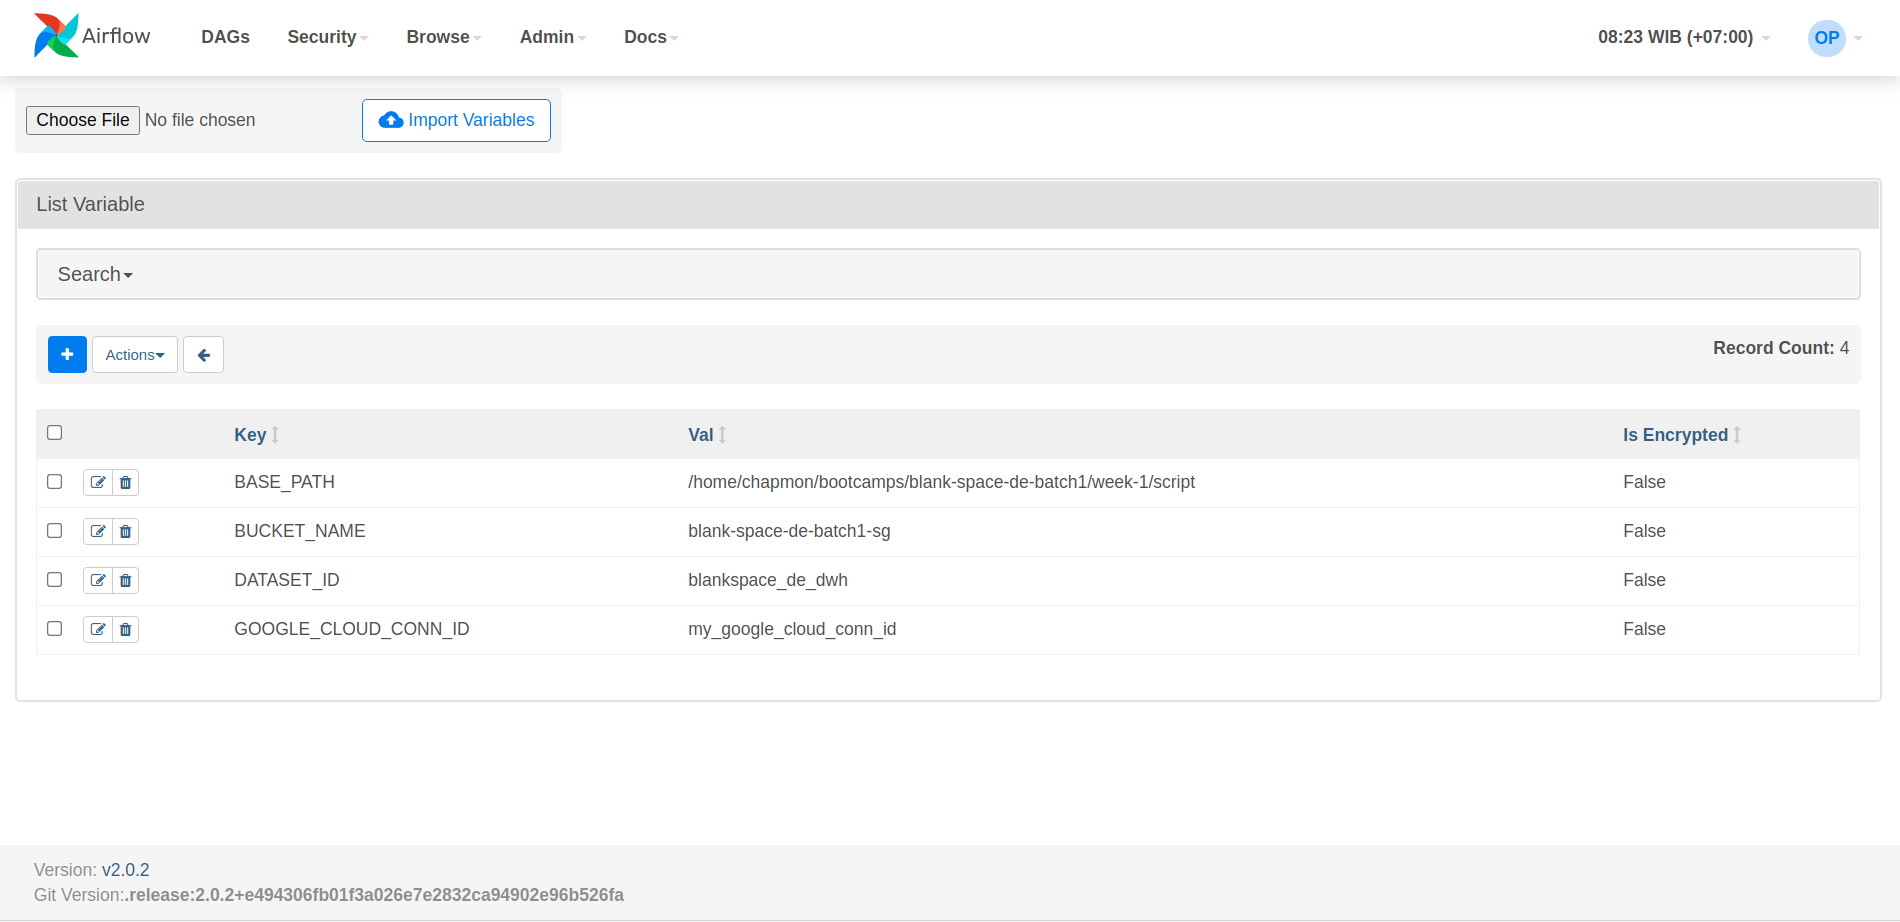 Airflow DAGs Security Browse Admin Docs 08:23 WIB (+07:00) OP
Choose File No file chosen Import Variables
List Variable
Search
Actions Record Count: 4
Key Val Is Encrypted
BASE_PATH /home/chapmon/bootcamps/blank-space-de-batch1/week-1/script False
BUCKET_NAME blank-space-de-batch1-sg False
DATASET_ID blankspace_de_dwh False
GOOGLE_CLOUD_CONN_ID my_google_cloud_conn_id False
Version: v2.0.2
Git Version:.release:2.0.2+e494306fb01f3a026e7e2832ca94902e96b526fa